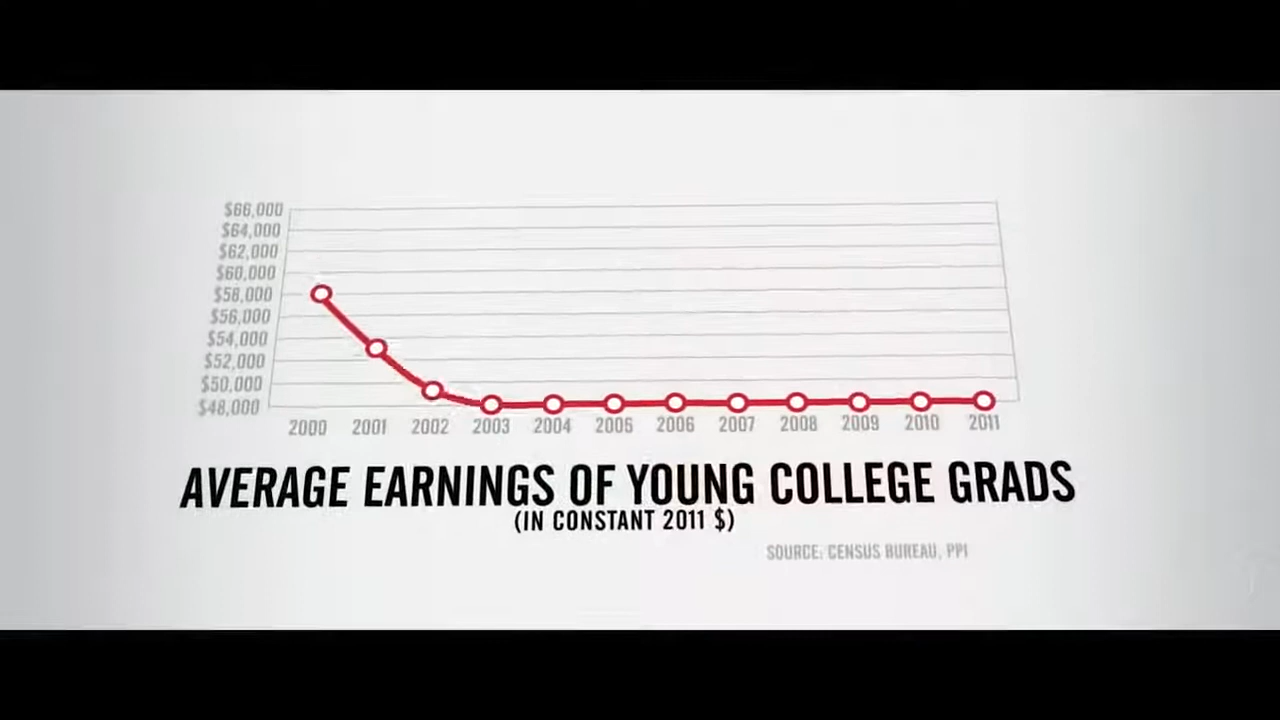 $66,000
$64,000
$62,000
$60,000
$58,000
$56,000
$54,000
$52,000
$50,000
$48,000
2000 2001 2002 2003 2004 2005 2006 2007 2008 2009 2010 2011
AVERAGE EARNINGS OF YOUNG COLLEGE GRADS
(IN CONSTANT 2011 $)
SOURCE: CENSUS BUREAU, PPI